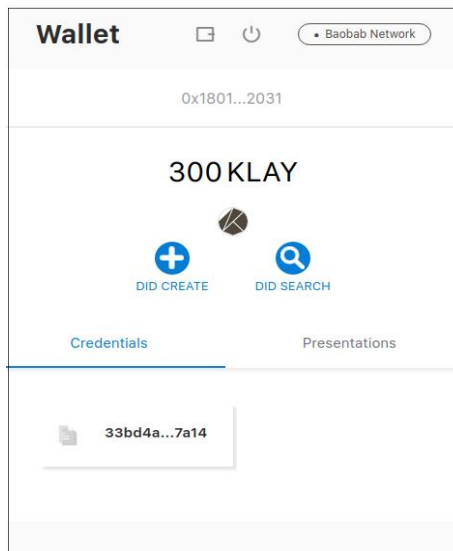 Wallet
• Baobab Network
0x1801...2031
300 KLAY
DID CREATE
DID SEARCH
Credentials
Presentations
33bd4a...7a14